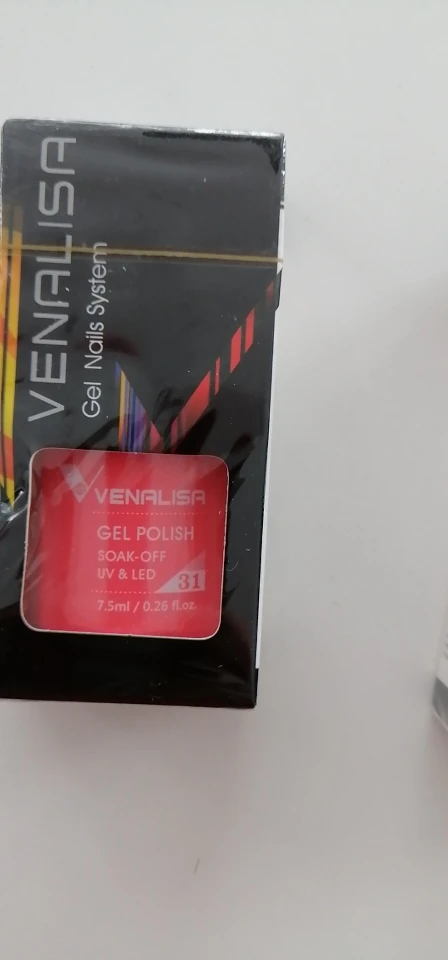 VENALISA
Gel Nails System
VENALISA
GEL POLISH
SOAK-OFF
UV & LED
31
7.5ml / 0.26 fl.oz.